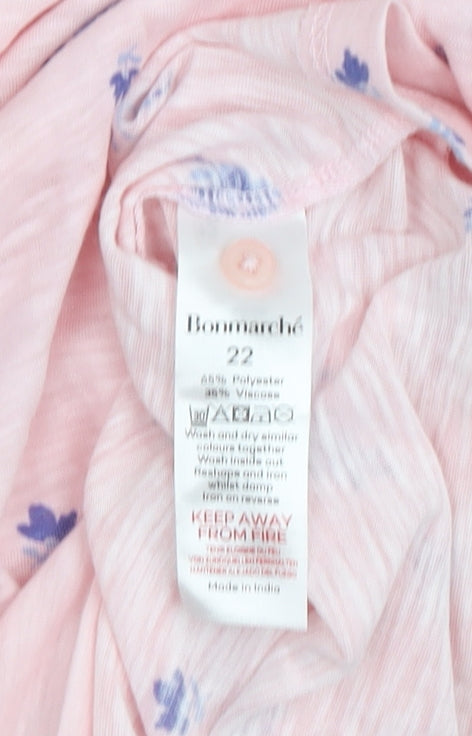 Bonmarché
22
65% Polyester
35% Viscose
30
Wash and dry similar
colours together
Wash inside out
Reshape and iron
whilst damp
Iron on reverse
KEEP AWAY
FROM FIRE
Made in India